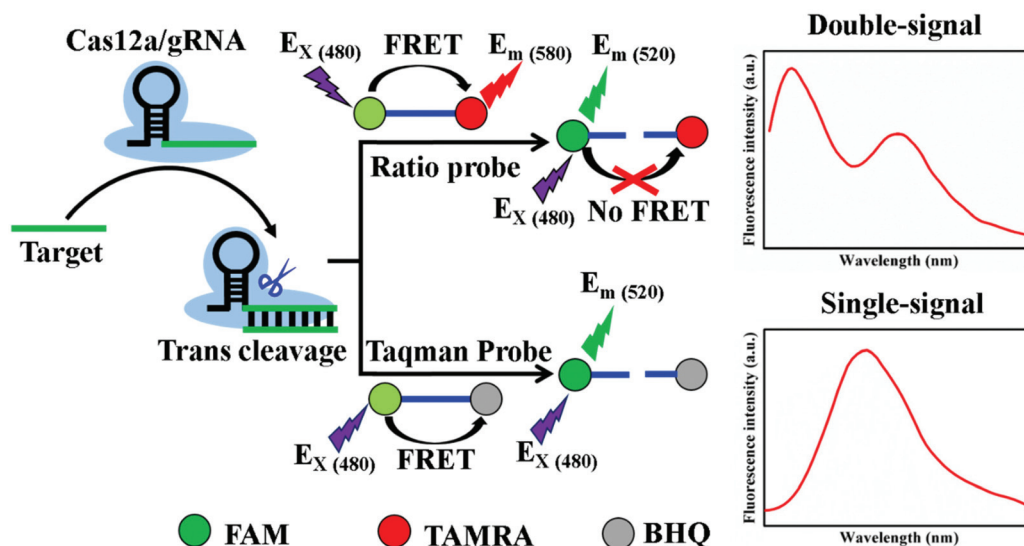 Cas12a/gRNA
Target
Trans cleavage
EX (480)
FRET
Em (580)
Em (520)
Ratio probe
EX (480)
No FRET
Em (520)
Taqman Probe
EX (480)
FRET
EX (480)
FAM
TAMRA
BHQ
Double-signal
Fluorescence intensity (a.u.)
Wavelength (nm)
Single-signal
Fluorescence intensity (a.u.)
Wavelength (nm)